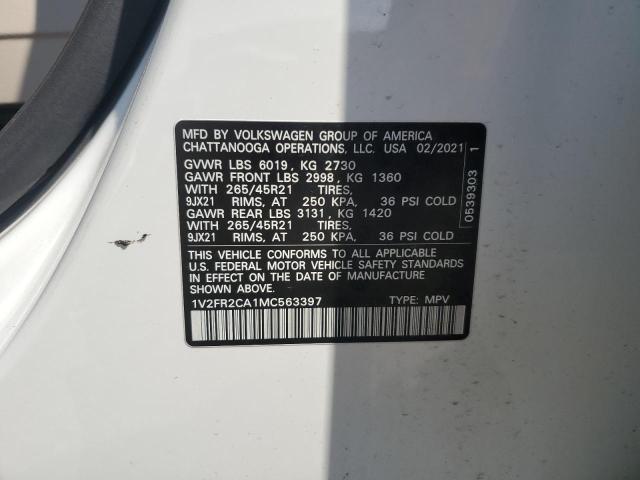 MFD BY VOLKSWAGEN GROUP OF AMERICA
CHATTANOOGA OPERATIONS, LLC. USA 02/2021
GVWR LBS 6019, KG 2730
GAWR FRONT LBS 2998, KG 1360
WITH 265/45R21 TIRES,
9JX21 RIMS, AT 250 KPA, 36 PSI COLD
GAWR REAR LBS 3131, KG 1420
WITH 265/45R21 TIRES,
9JX21 RIMS, AT 250 KPA, 36 PSI COLD
THIS VEHICLE CONFORMS TO ALL APPLICABLE
U.S. FEDERAL MOTOR VEHICLE SAFETY STANDARDS
IN EFFECT ON THE DATE OF MANUFACTURE
SHOWN ABOVE.
1V2FR2CA1MC563397 TYPE: MPV
0539303 1